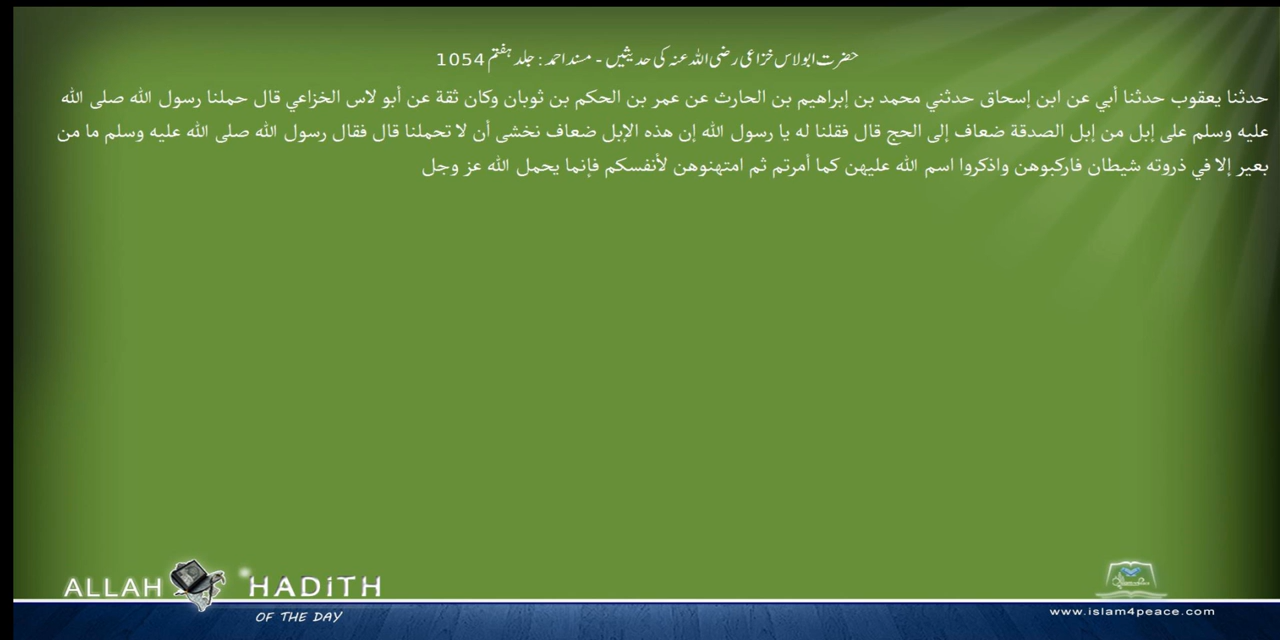 حضرت ابولاس خزاعی رضی اللہ عنہ کی حدیثیں - مسند احمد : جلد ہفتم 1054
حدثنا يعقوب حدثنا أبي عن ابن إسحاق حدثني محمد بن إبراهيم بن الحارث عن عمر بن الحكم بن ثوبان وكان ثقة عن أبو لاس الخزاعي قال حملنا رسول الله صلى الله
عليه وسلم على إبل من إبل الصدقة ضعاف إلى الحج قال فقلنا له يا رسول الله إن هذه الإبل ضعاف نخشى أن لا تحملنا قال فقال رسول الله صلى الله عليه وسلم ما من
بعير إلا في ذروته شيطان فاركبوهن واذكروا اسم الله عليهن كما أمرتم ثم امتهنوهن لأنفسكم فإنما يحمل الله عز وجل
ALLAH HADITH
OF THE DAY
www.islam4peace.com